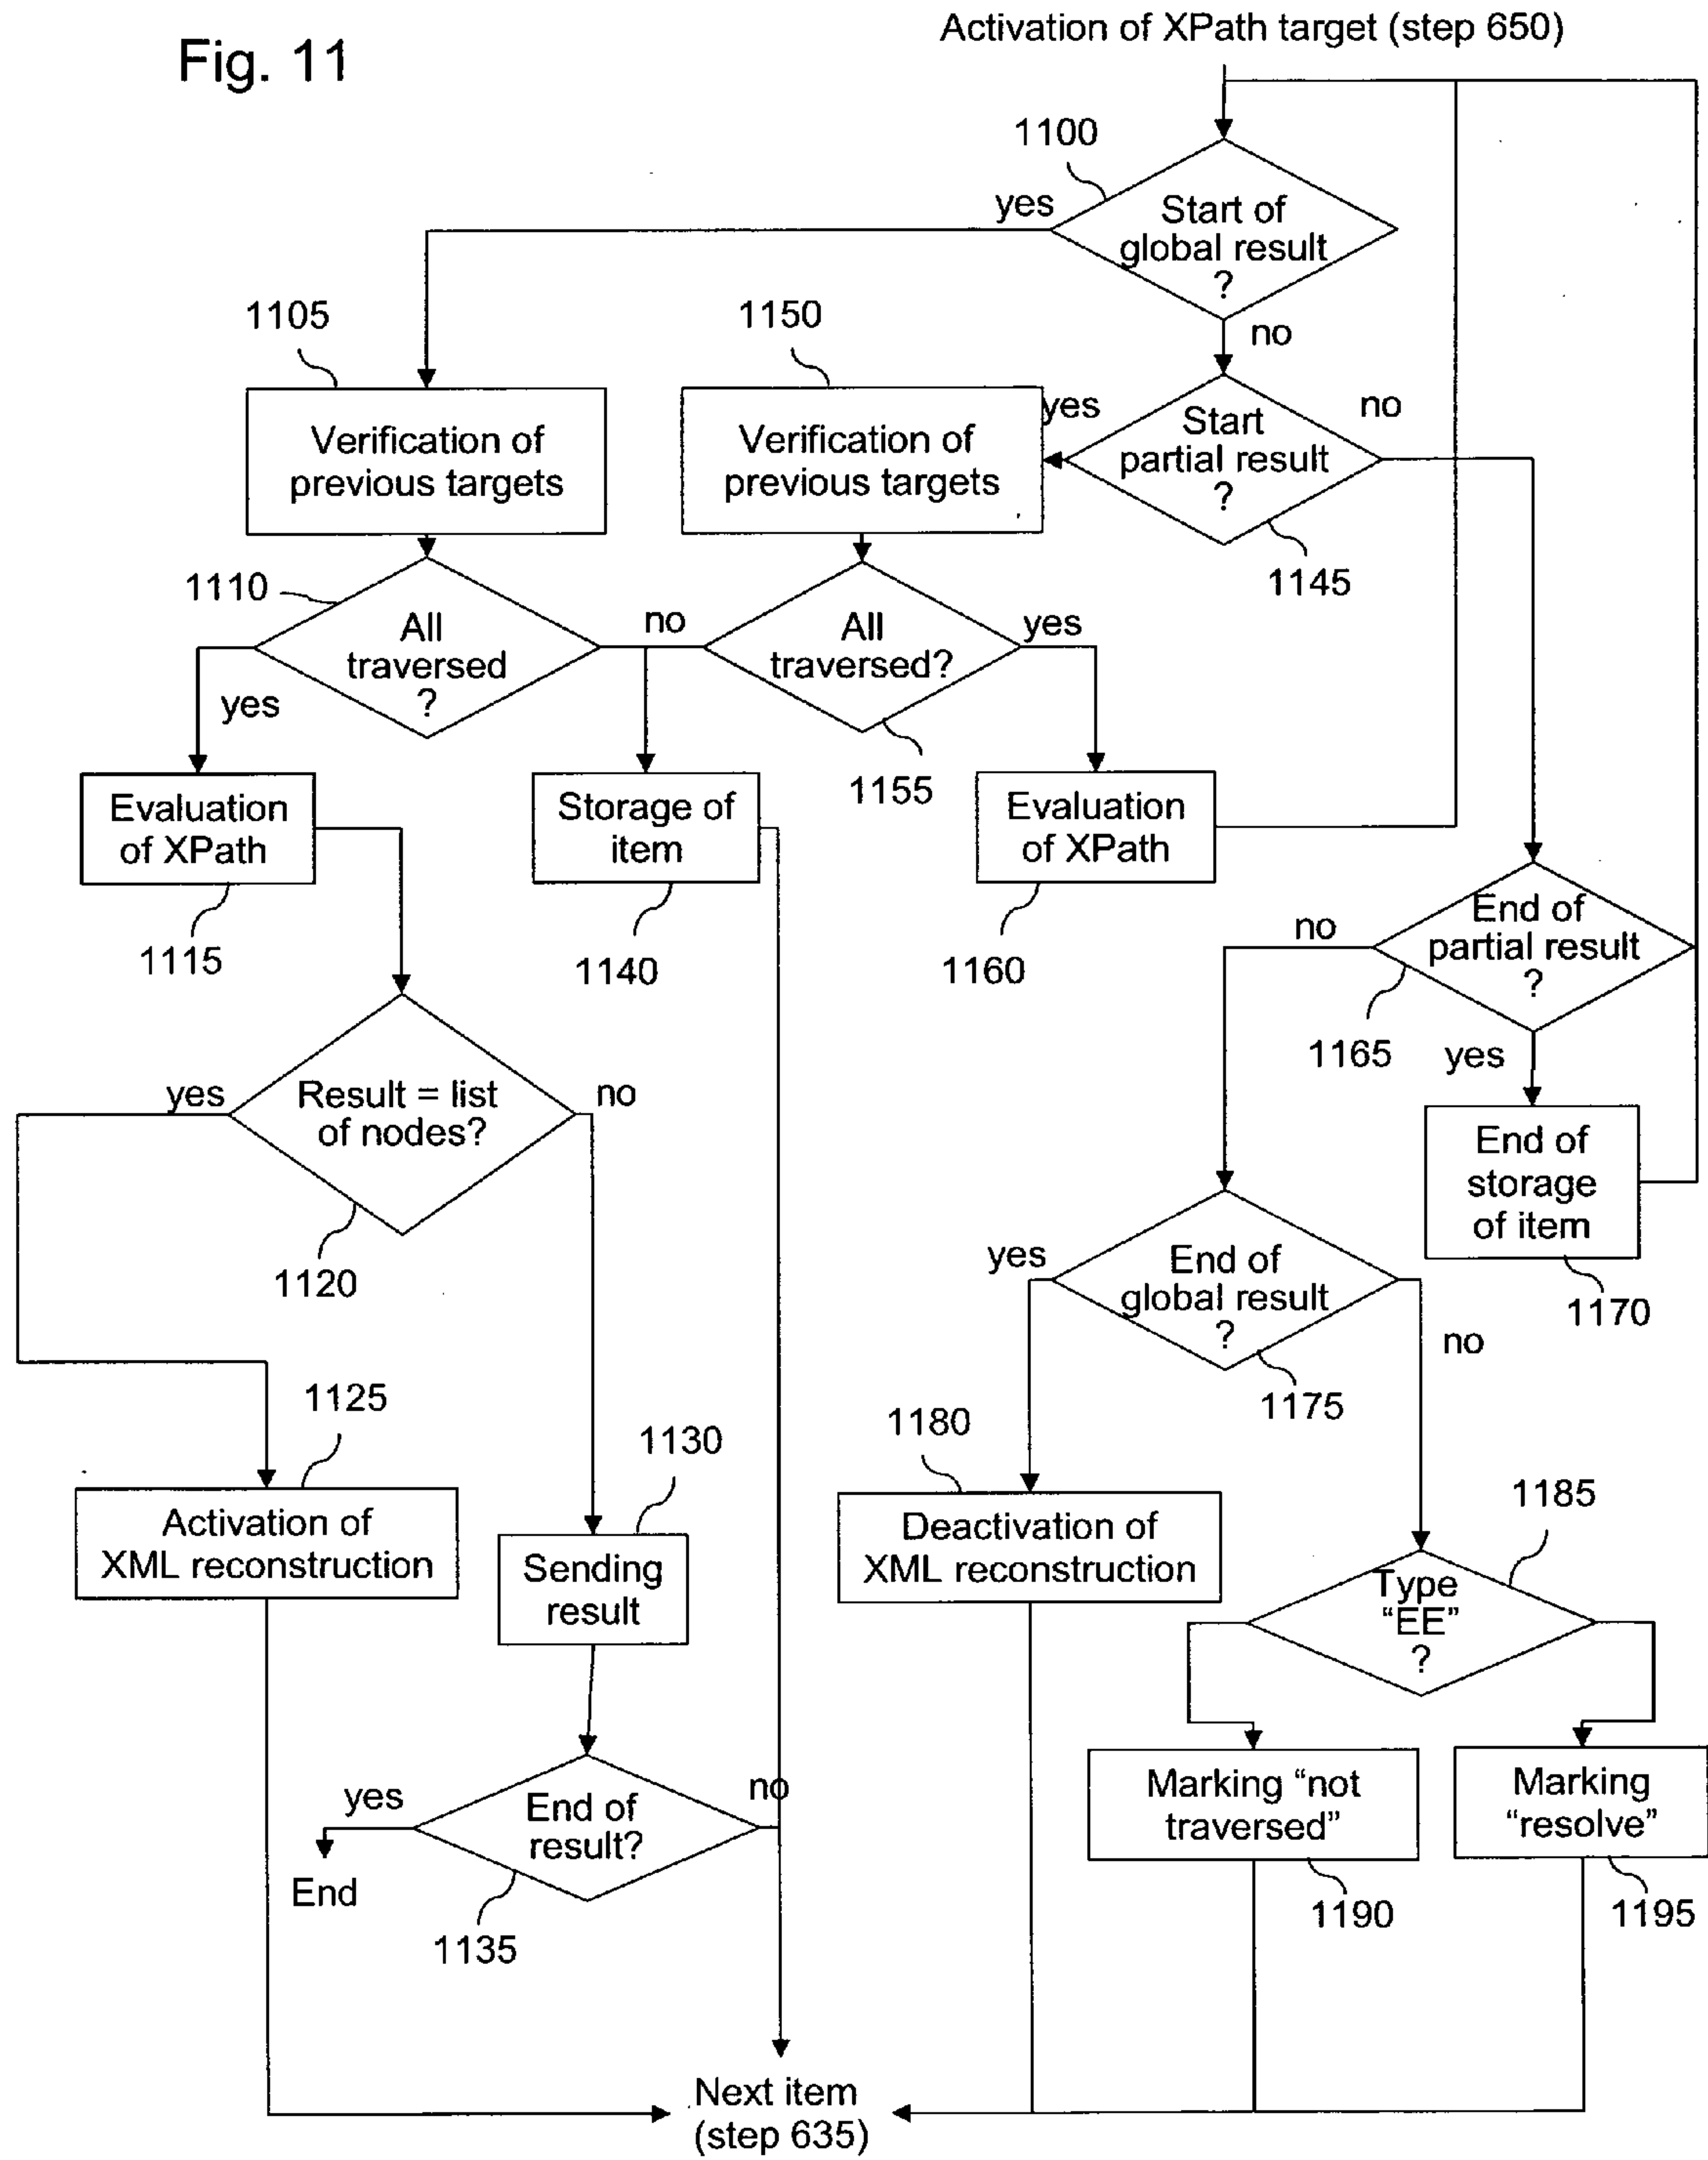 Fig. 11
Activation of XPath target (step 650)
1100
yes
Start of
global result
?
no
1105
1150
Verification of
previous targets
Verification of
previous targets
yes
Start
partial result
?
no
1145
1110
All
traversed
?
no
All
traversed?
yes
yes
1155
Evaluation
of XPath
Storage of
item
Evaluation
of XPath
1115
1140
1160
no
End of
partial result
?
1165
yes
yes
Result = list
of nodes?
no
End of
storage
of item
1120
yes
End of
global result
?
1170
no
1175
1125
1180
1130
1185
Activation of
XML reconstruction
Sending
result
Deactivation of
XML reconstruction
Type
“EE”
?
yes
End of
result?
no
End
1135
Marking “not
traversed”
Marking
“resolve”
1190
1195
Next item
(step 635)